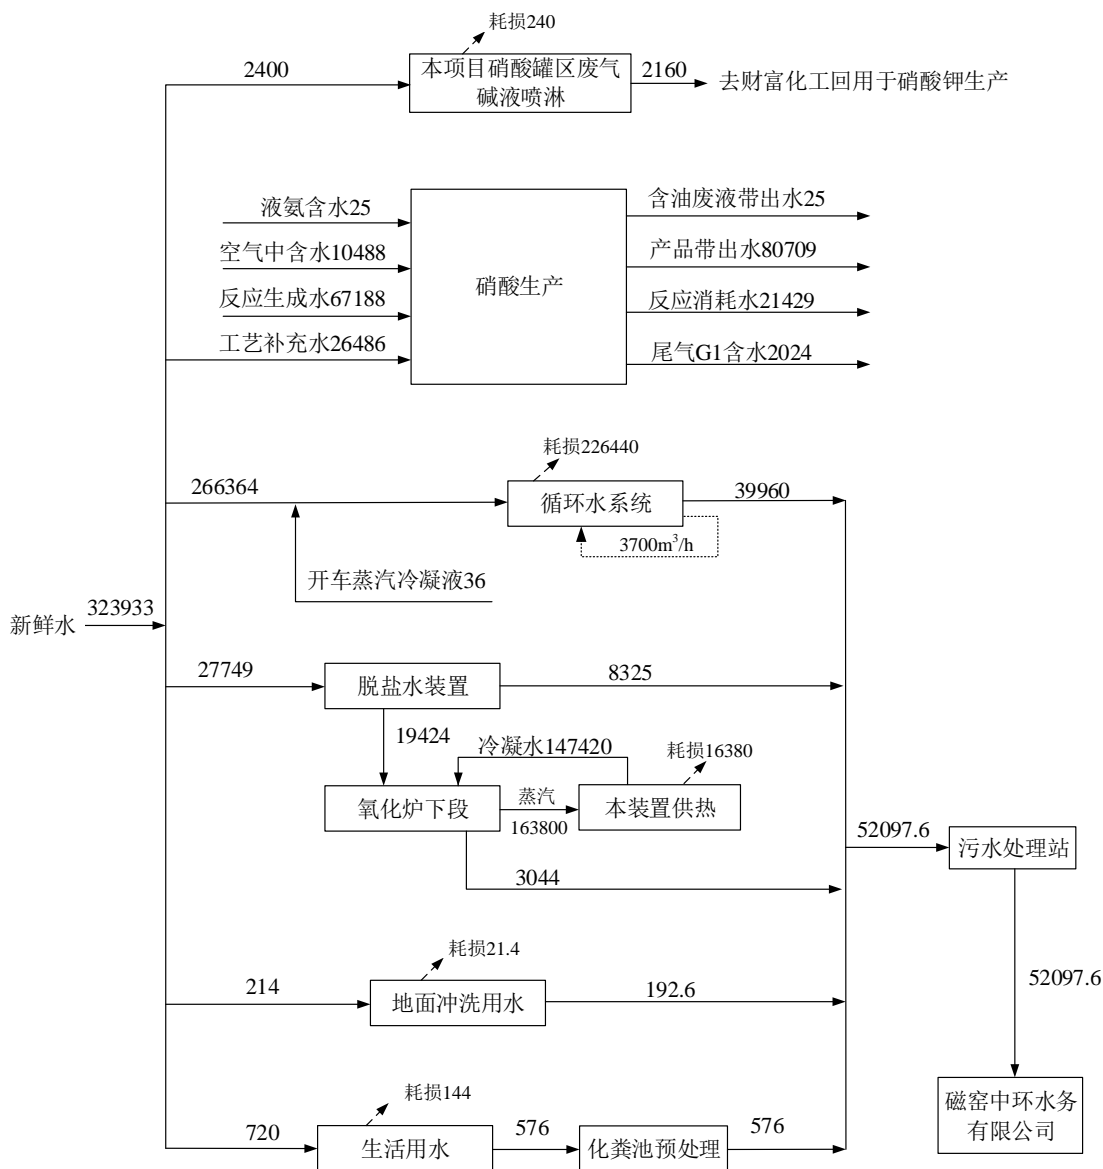 耗损240
2400
本项目硝酸罐区废气
碱液喷淋
2160
去财富化工回用于硝酸钾生产
液氨含水25
空气中含水10488
反应生成水67188
工艺补充水26486
硝酸生产
含油废液带出水25
产品带出水80709
反应消耗水21429
尾气G1含水2024
耗损226440
266364
循环水系统
39960
3700m³/h
开车蒸汽冷凝液36
新鲜水
323933
27749
脱盐水装置
8325
19424
冷凝水147420
耗损16380
氧化炉下段
蒸汽
163800
本装置供热
3044
52097.6
污水处理站
52097.6
磁窑中环水务
有限公司
耗损21.4
214
地面冲洗用水
192.6
耗损144
720
生活用水
576
化粪池预处理
576